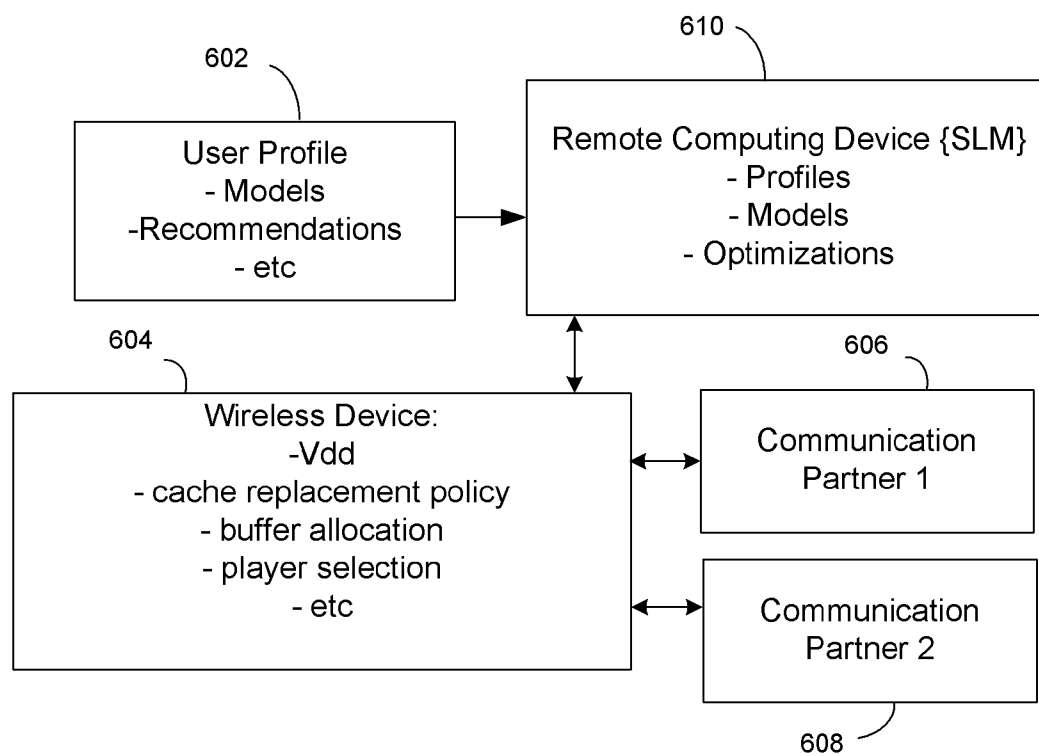 602
User Profile
- Models
-Recommendations
- etc
610
Remote Computing Device {SLM}
- Profiles
- Models
- Optimizations
604
Wireless Device:
-Vdd
- cache replacement policy
- buffer allocation
- player selection
- etc
606
Communication
Partner 1
Communication
Partner 2
608